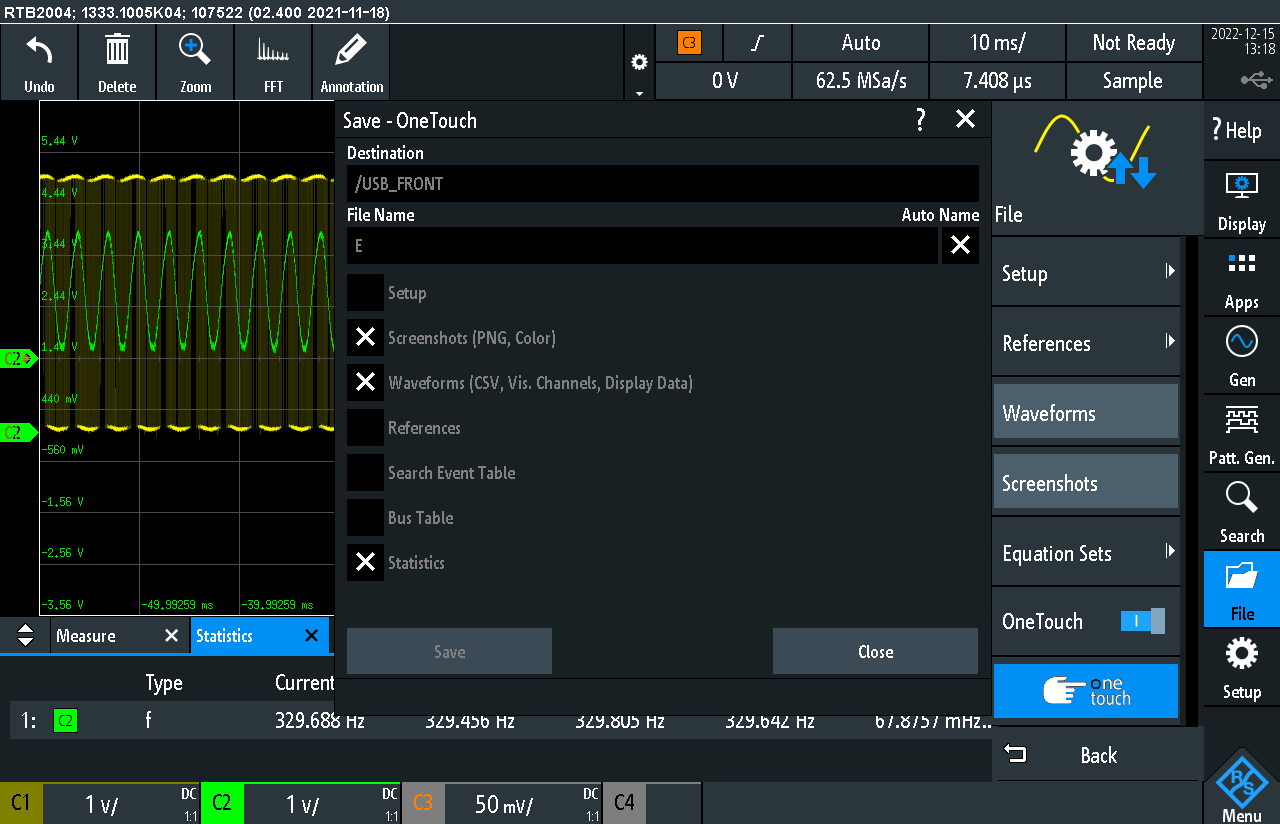 RTB2004; 1333.1005K04; 107522 (02.400 2021-11-18)
Undo
Delete
Zoom
FFT
Annotation
C3
Auto
10 ms/
Not Ready
0 V
62.5 MSa/s
7.408 µs
Sample
2022-12-15
13:18
Save - OneTouch
?
Destination
/USB_FRONT
File Name
Auto Name
E
Setup
Screenshots (PNG, Color)
Waveforms (CSV, Vis. Channels, Display Data)
References
Search Event Table
Bus Table
Statistics
Save
Close
5.44 V
4.44 V
3.44 V
2.44 V
1.44 V
440 mV
-560 mV
-1.56 V
-2.56 V
-3.56 V
-49.99259 ms
-39.99259 ms
C2
C2
File
Setup
References
Waveforms
Screenshots
Equation Sets
OneTouch
one
touch
Back
? Help
Display
Apps
Gen
Patt. Gen.
Search
File
Setup
R&S
Menu
Measure
Statistics
Type
Current
1:
C2
f
329.688 Hz
329.456 Hz
329.805 Hz
329.642 Hz
67.8757 mHz..
C1
1 V/
DC
1:1
C2
1 V/
DC
1:1
C3
50 mV/
DC
1:1
C4